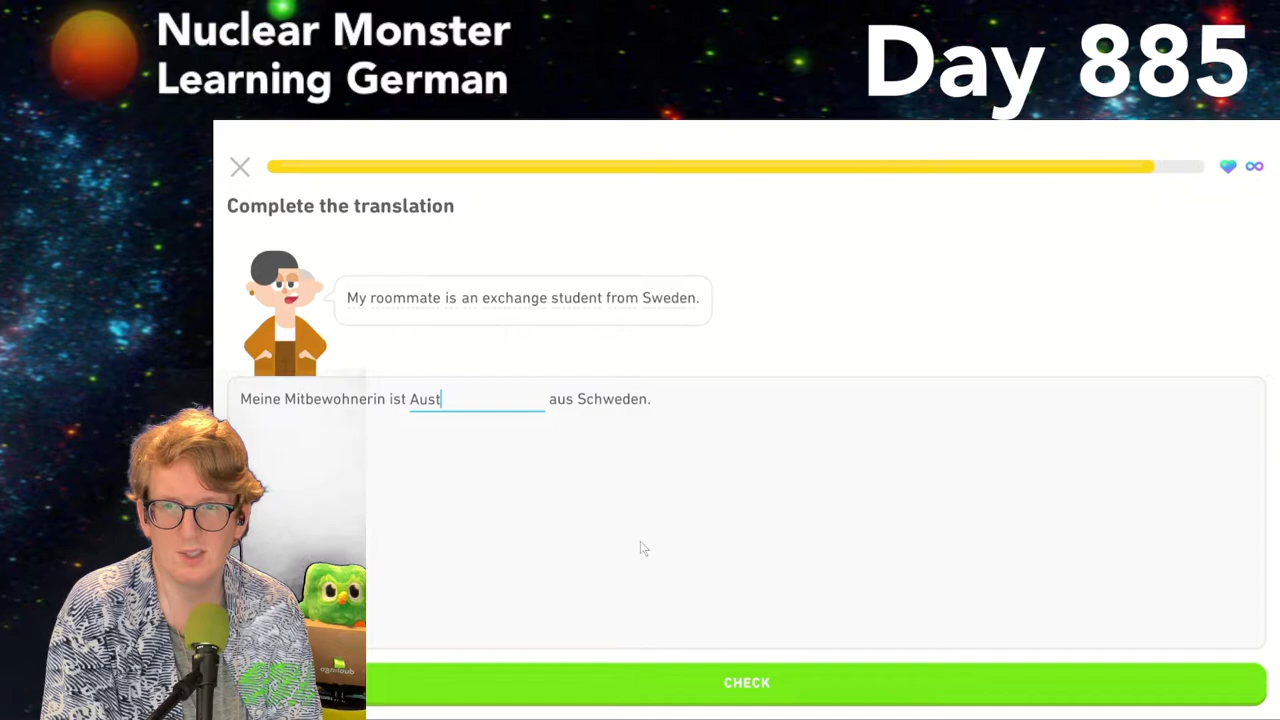 Nuclear Monster
Learning German
Day 885
Complete the translation
My roommate is an exchange student from Sweden.
Meine Mitbewohnerin ist Aust aus Schweden.
CHECK